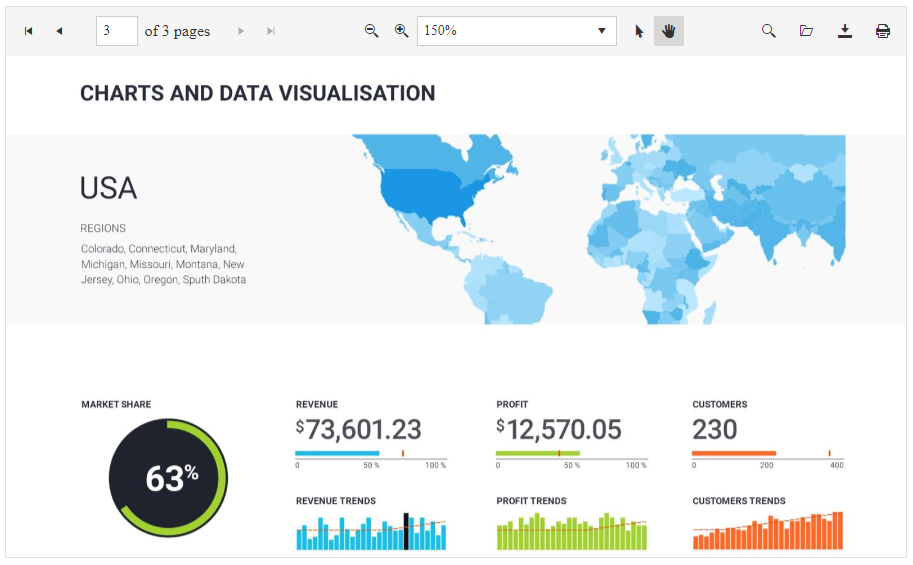 3 of 3 pages 150%
CHARTS AND DATA VISUALISATION
USA
REGIONS
Colorado, Connecticut, Maryland,
Michigan, Missouri, Montana, New
Jersey, Ohio, Oregon, Sputh Dakota
MARKET SHARE
63%
REVENUE
$73,601.23
0 50 % 100 %
REVENUE TRENDS
PROFIT
$12,570.05
0 50 % 100 %
PROFIT TRENDS
CUSTOMERS
230
0 200 400
CUSTOMERS TRENDS